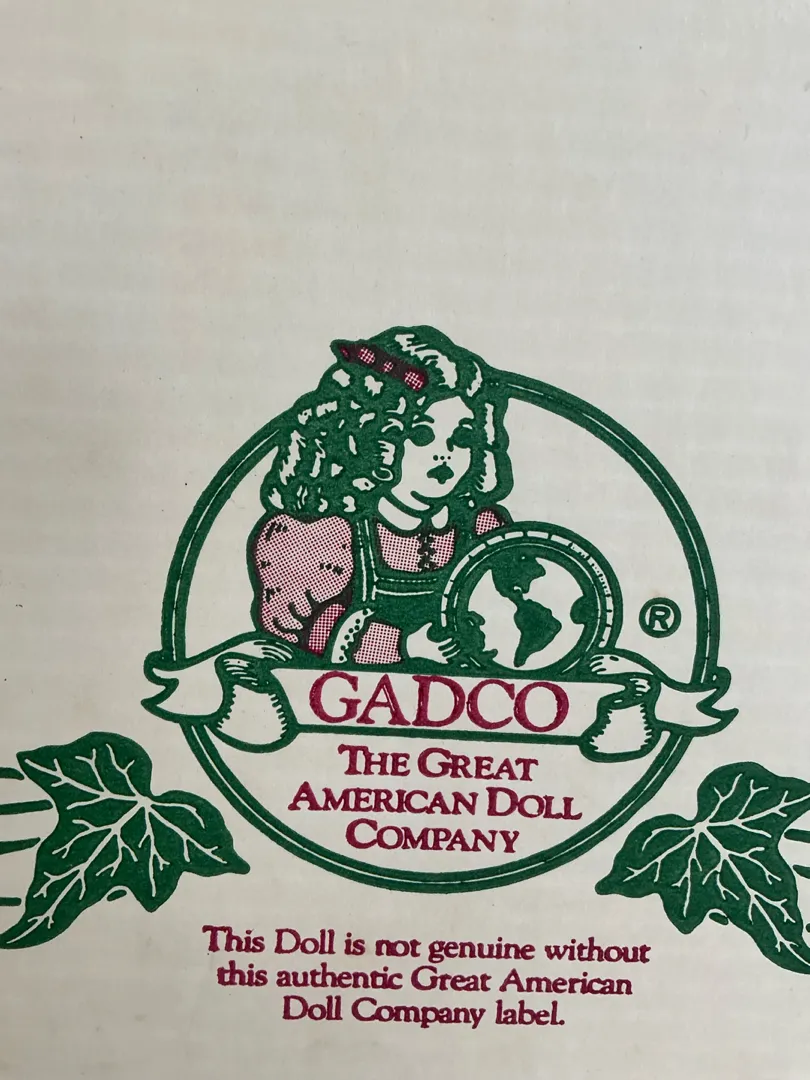 ®
GADCO
THE GREAT
AMERICAN DOLL
COMPANY
This Doll is not genuine without
this authentic Great American
Doll Company label.